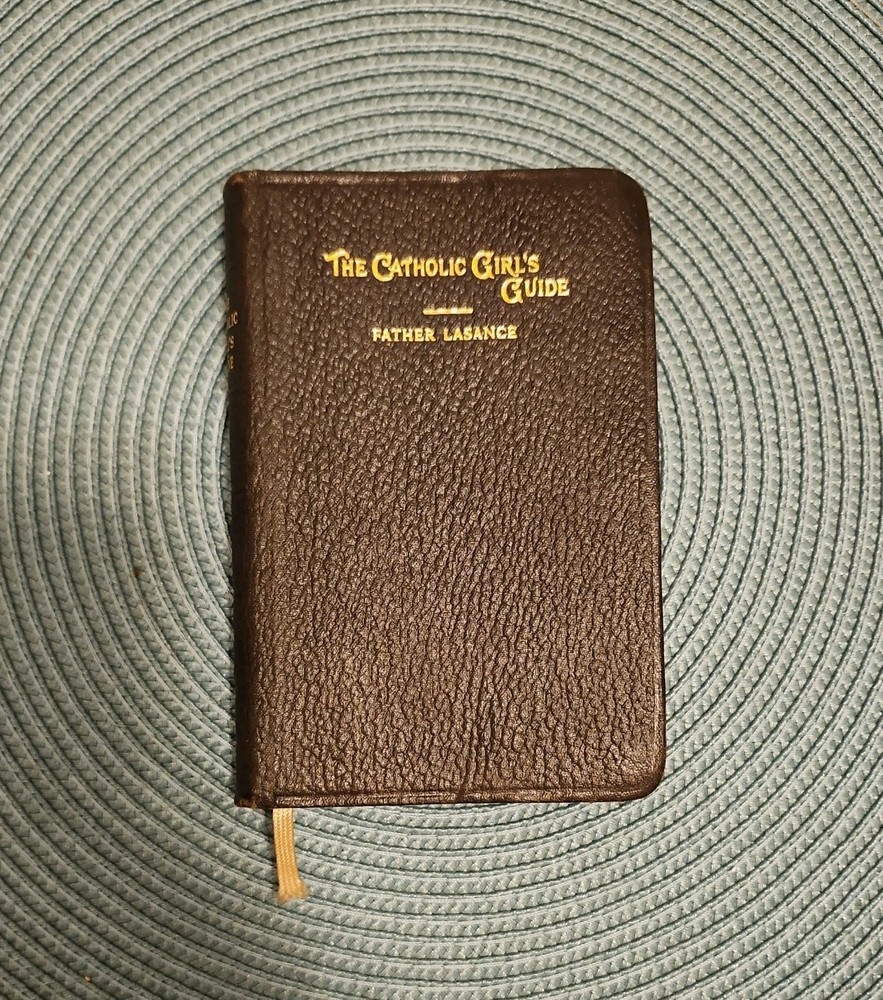 THE CATHOLIC GIRL'S
GUIDE
FATHER LASANCE